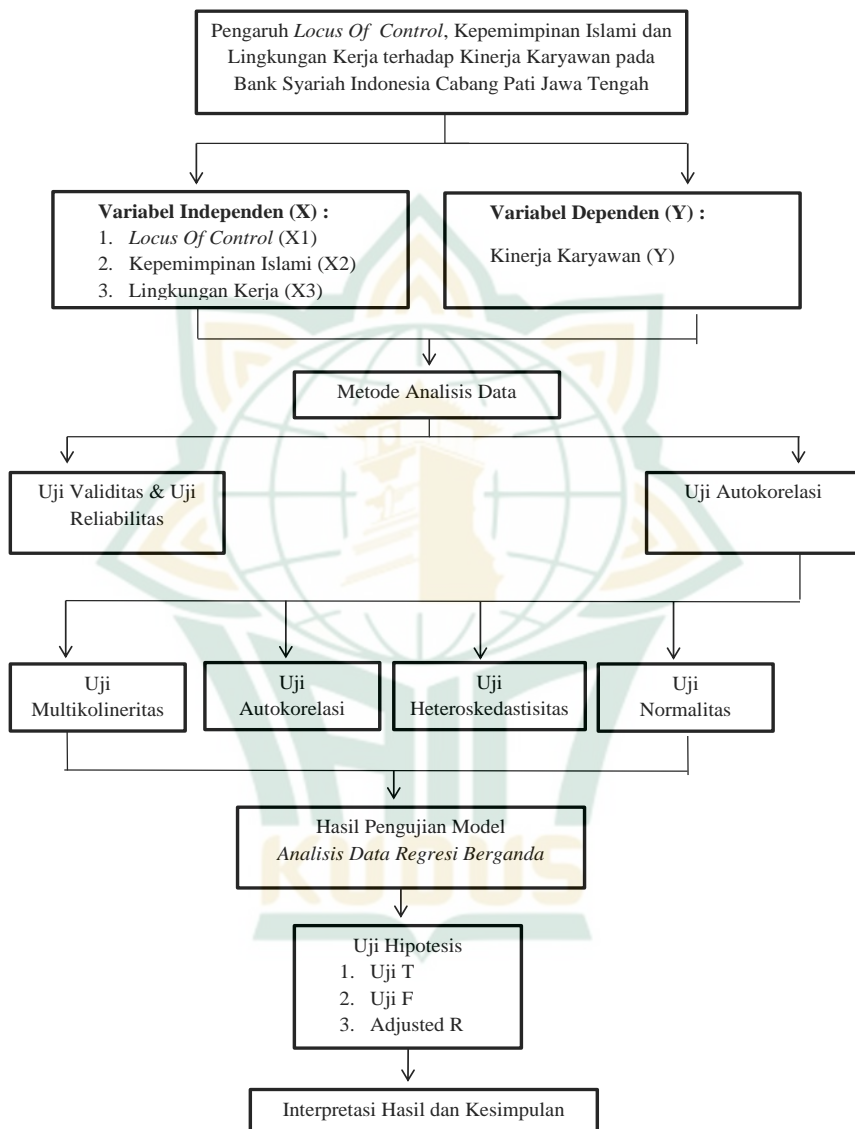 Pengaruh Locus Of Control, Kepemimpinan Islami dan
Lingkungan Kerja terhadap Kinerja Karyawan pada
Bank Syariah Indonesia Cabang Pati Jawa Tengah
Variabel Independen (X) :
1. Locus Of Control (X1)
2. Kepemimpinan Islami (X2)
3. Lingkungan Kerja (X3)
Variabel Dependen (Y) :
Kinerja Karyawan (Y)
Metode Analisis Data
Uji Validitas & Uji
Reliabilitas
Uji Autokorelasi
Uji
Multikolineritas
Uji
Autokorelasi
Uji
Heteroskedastisitas
Uji
Normalitas
Hasil Pengujian Model
Analisis Data Regresi Berganda
KUDUS
Uji Hipotesis
1. Uji T
2. Uji F
3. Adjusted R
Interpretasi Hasil dan Kesimpulan